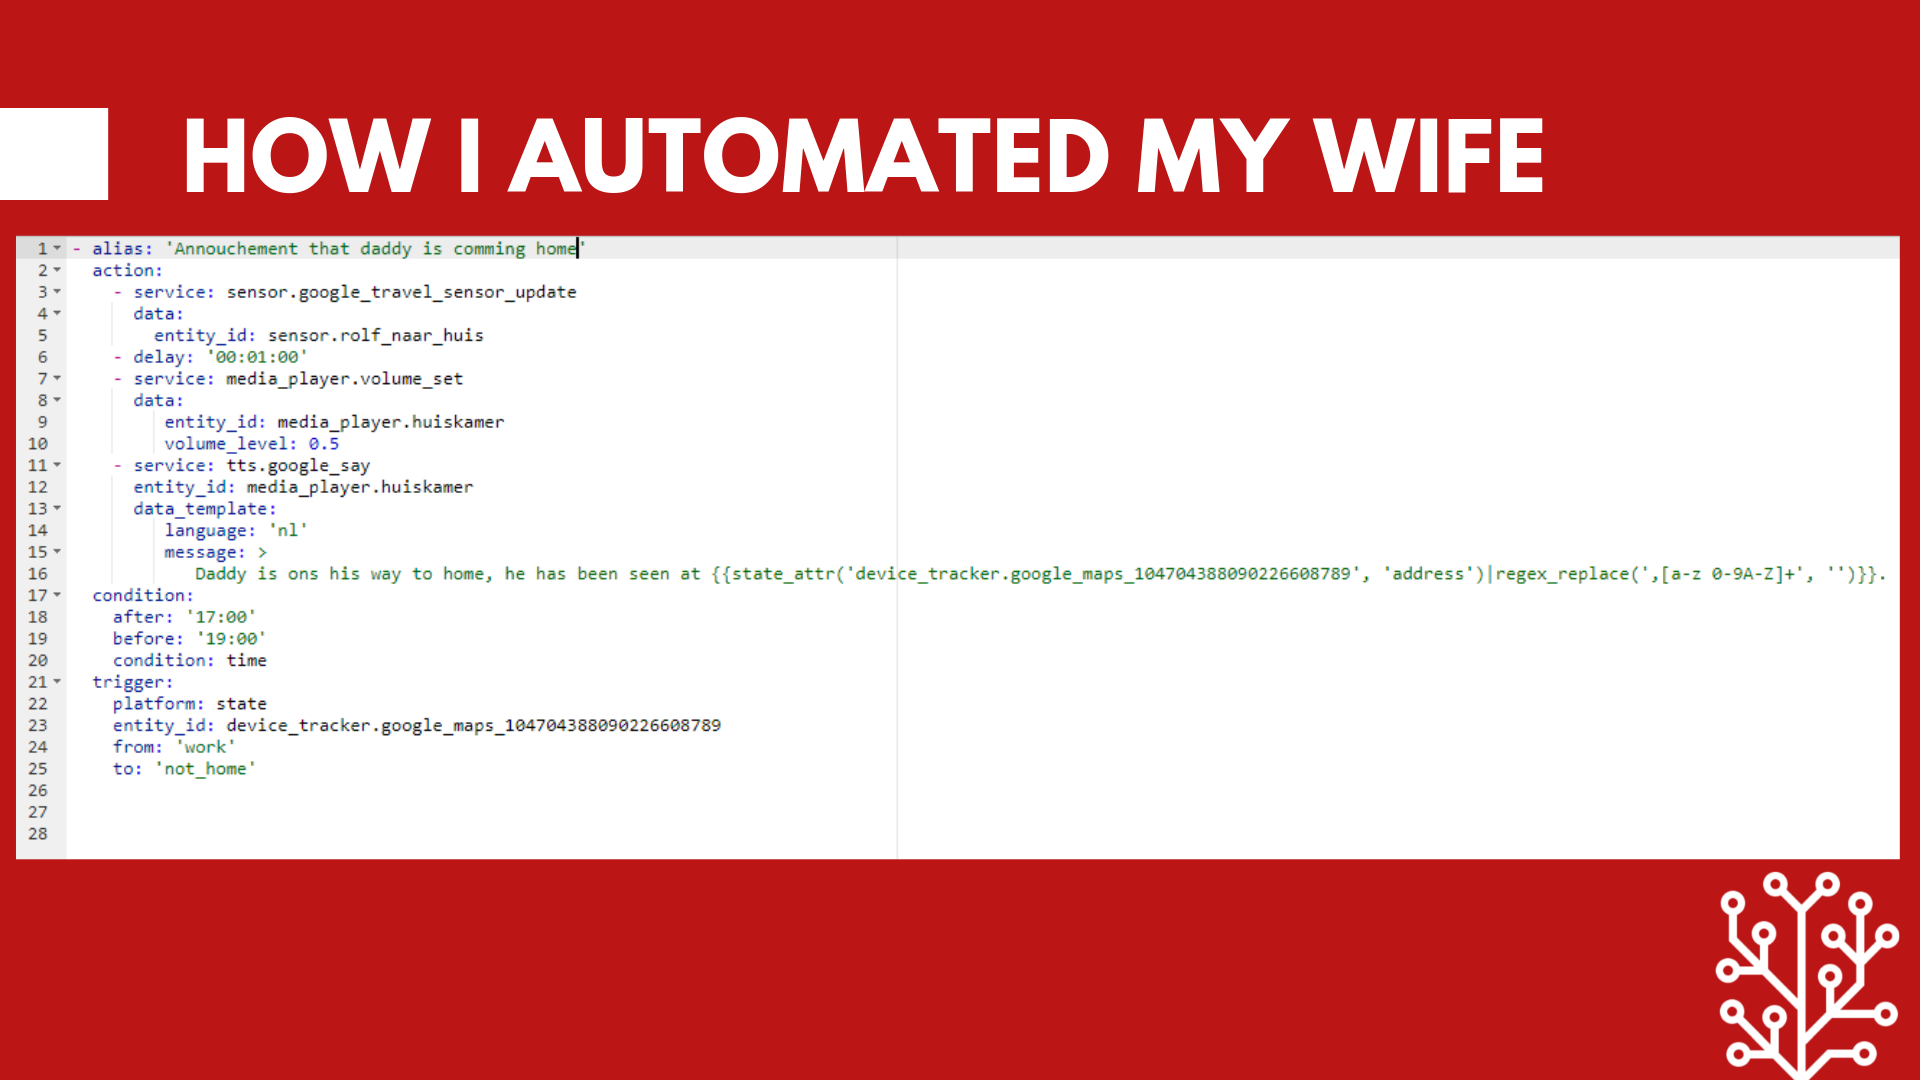 HOW I AUTOMATED MY WIFE
1 - alias: 'Annouchement that daddy is comming home'
2 action:
3 - service: sensor.google_travel_sensor_update
4 data:
5 entity_id: sensor.rolf_naar_huis
6 - delay: '00:01:00'
7 - service: media_player.volume_set
8 data:
9 entity_id: media_player.huiskamer
10 volume_level: 0.5
11 - service: tts.google_say
12 entity_id: media_player.huiskamer
13 data_template:
14 language: 'nl'
15 message: >
16 Daddy is ons his way to home, he has been seen at {{state_attr('device_tracker.google_maps_104704388090226608789', 'address')|regex_replace(',[a-z 0-9A-Z]+', '')}}.
17 condition:
18 after: '17:00'
19 before: '19:00'
20 condition: time
21 trigger:
22 platform: state
23 entity_id: device_tracker.google_maps_104704388090226608789
24 from: 'work'
25 to: 'not_home'
26
27
28